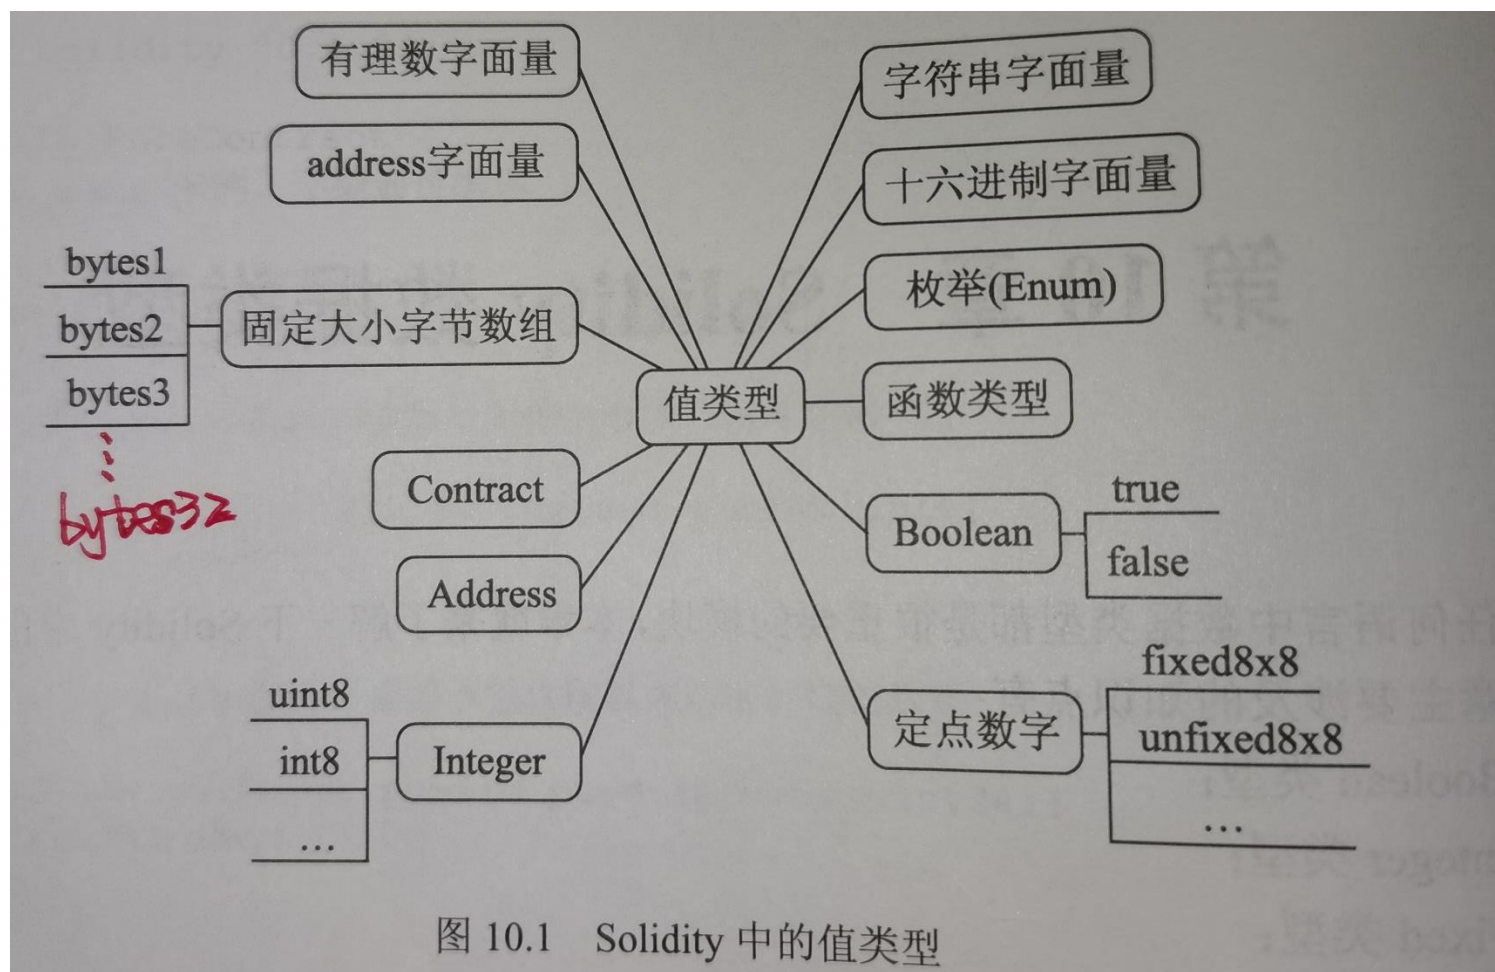 有理数字面量
address字面量
bytes1
bytes2
bytes3
bytes32
固定大小字节数组
Contract
Address
uint8
int8
...
Integer
值类型
字符串字面量
十六进制字面量
枚举(Enum)
函数类型
Boolean
true
false
定点数字
fixed8x8
unfixed8x8
...
图 10.1 Solidity 中的值类型